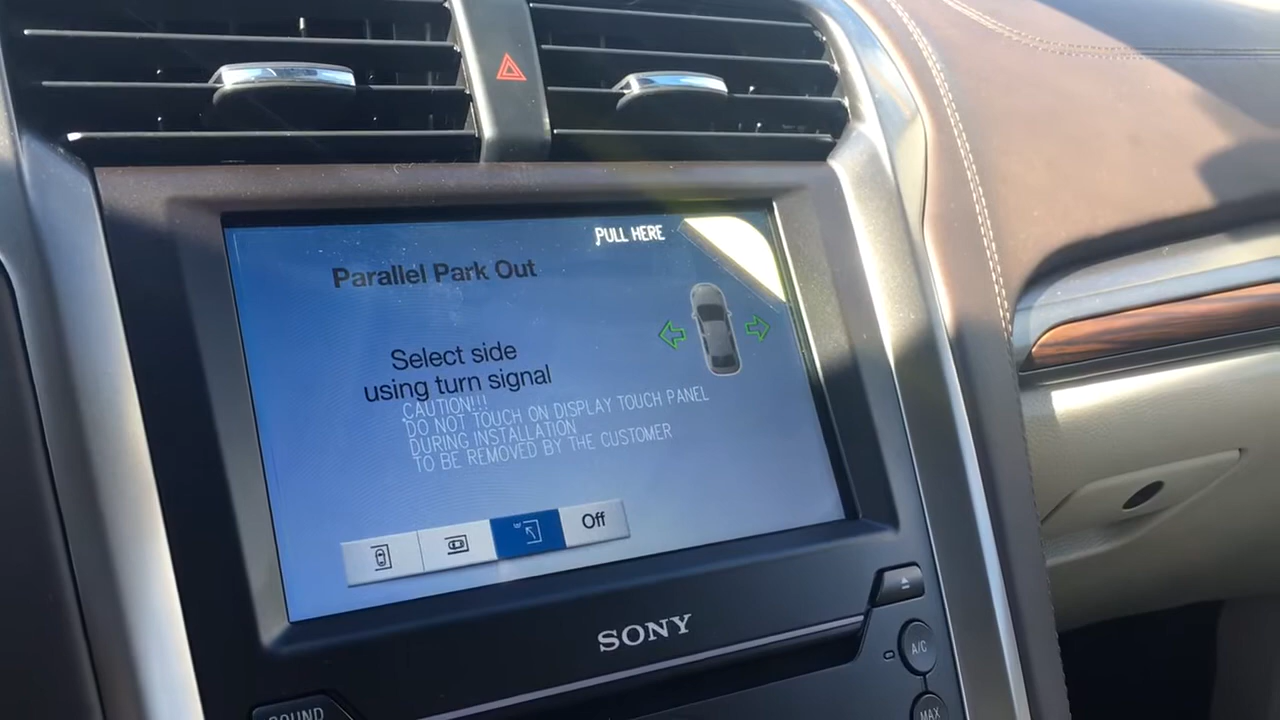 PULL HERE
Parallel Park Out
Select side
using turn signal
CAUTION!!!
DO NOT TOUCH ON DISPLAY TOUCH PANEL
DURING INSTALLATION
TO BE REMOVED BY THE CUSTOMER
Off
SONY
A/C
SOUND
MAX